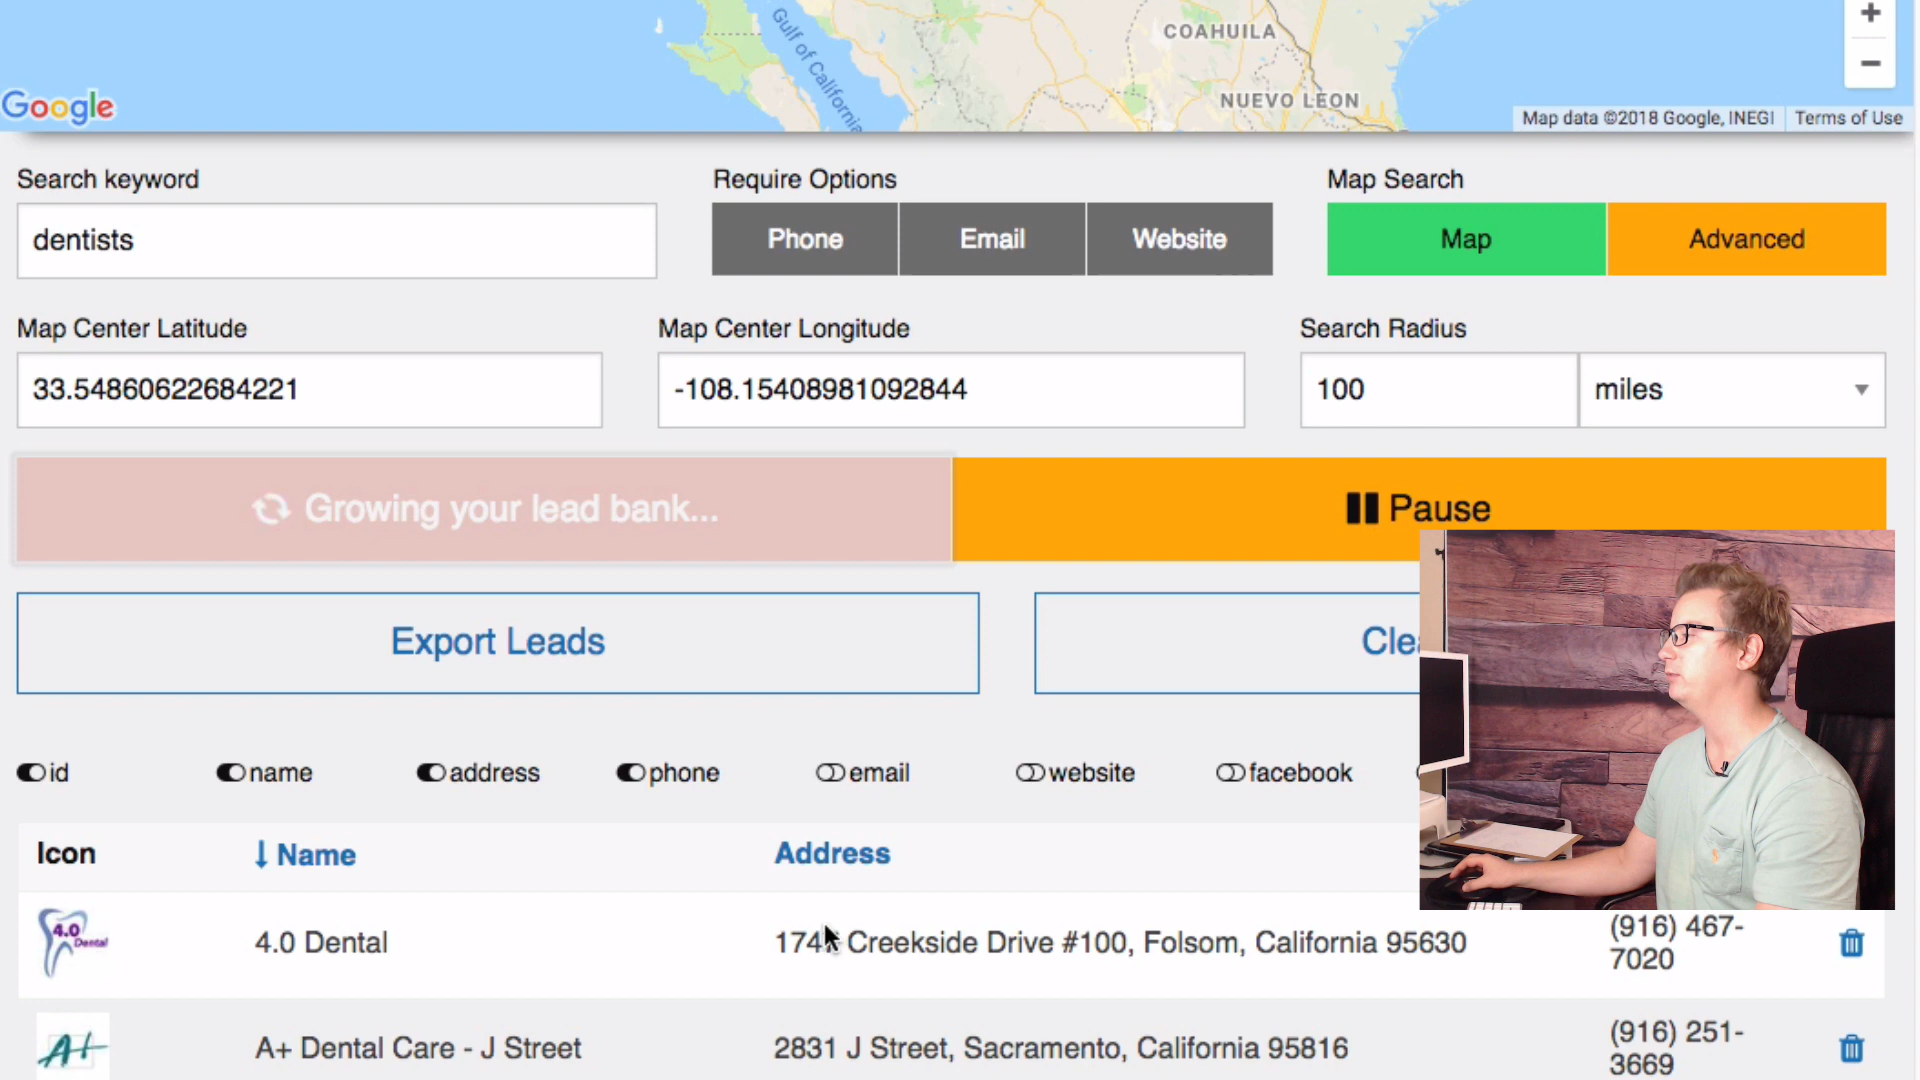 Gulf of California
COAHUILA
NUEVO LEON
Google
Map data ©2018 Google, INEGI
Terms of Use
Search keyword
Require Options
Map Search
dentists
Phone
Email
Website
Map
Advanced
Map Center Latitude
Map Center Longitude
Search Radius
33.54860622684221
-108.15408981092844
100
miles
Growing your lead bank...
Pause
Export Leads
id
name
address
phone
email
website
facebook
Icon
Name
Address
4.0
Dental
4.0 Dental
Creekside Drive #100, Folsom, California 95630
(916) 467-
7020
A+
A+ Dental Care - J Street
2831 J Street, Sacramento, California 95816
(916) 251-
3669